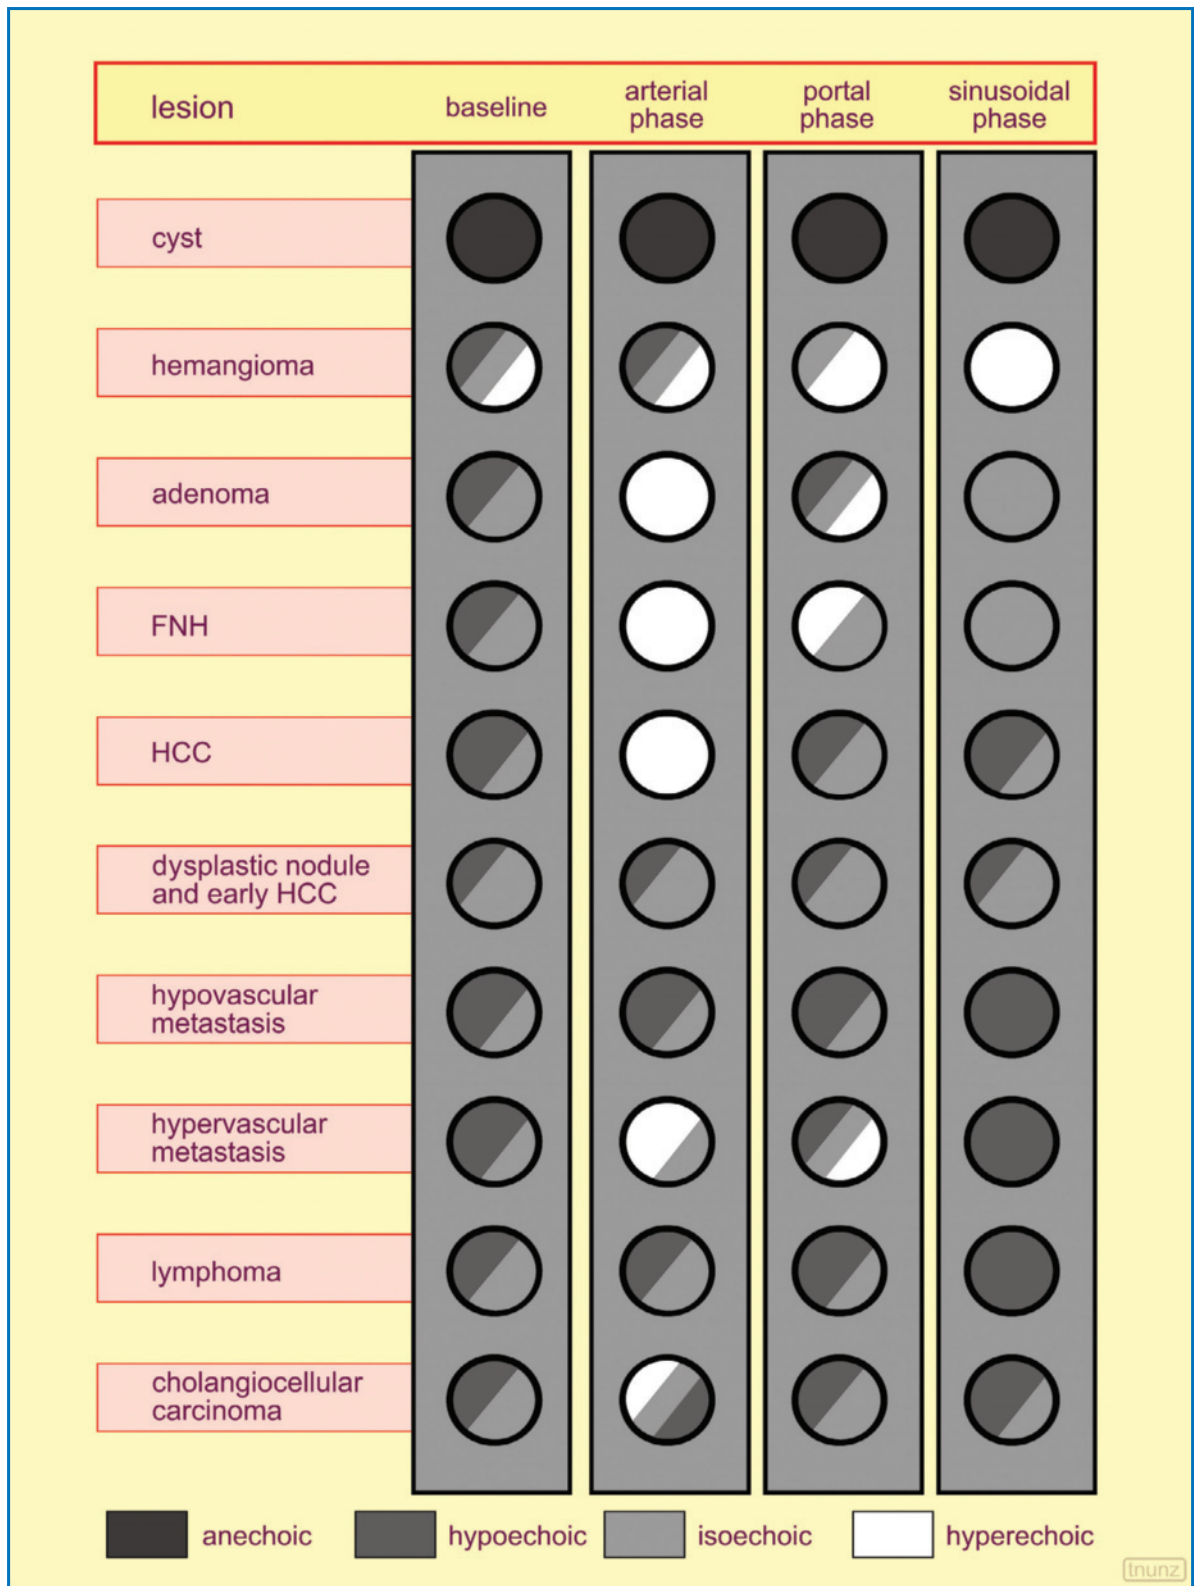 lesion
baseline
arterial
phase
portal
phase
sinusoidal
phase
cyst
hemangioma
adenoma
FNH
HCC
dysplastic nodule
and early HCC
hypovascular
metastasis
hypervascular
metastasis
lymphoma
cholangiocellular
carcinoma
anechoic
hypoechoic
isoechoic
hyperechoic
tnunz